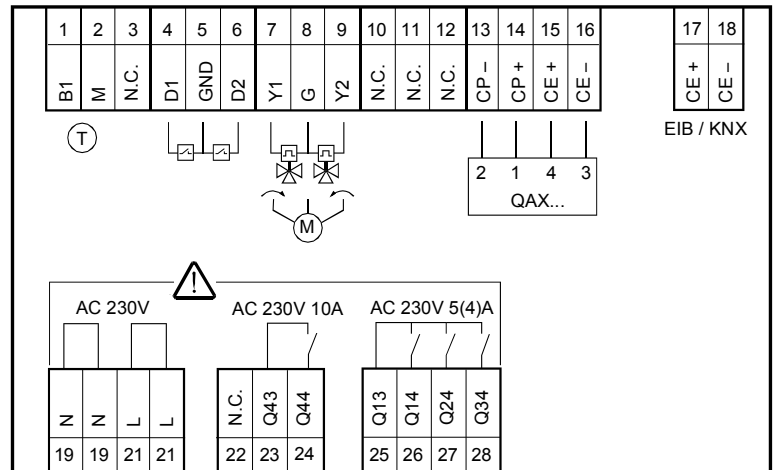 1 2 3 4 5 6 7 8 9 10 11 12 13 14 15 16 17 18
B1 M N.C. D1 GND D2 Y1 G Y2 N.C. N.C. N.C. CP – CP + CE + CE – CE + CE –
T
EIB / KNX
2 1 4 3
QAX...
M
!
AC 230V AC 230V 10A AC 230V 5(4)A
N N L L N.C. Q43 Q44 Q13 Q14 Q24 Q34
19 19 21 21 22 23 24 25 26 27 28